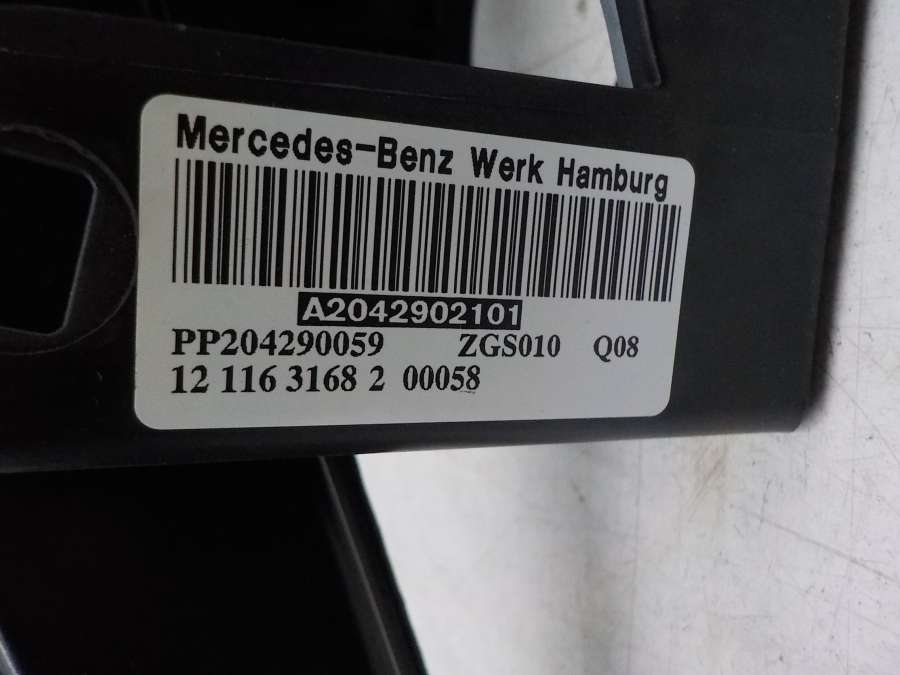 Mercedes-Benz Werk Hamburg
A2042902101
PP204290059 ZGS010 Q08
12 116 3168 2 00058